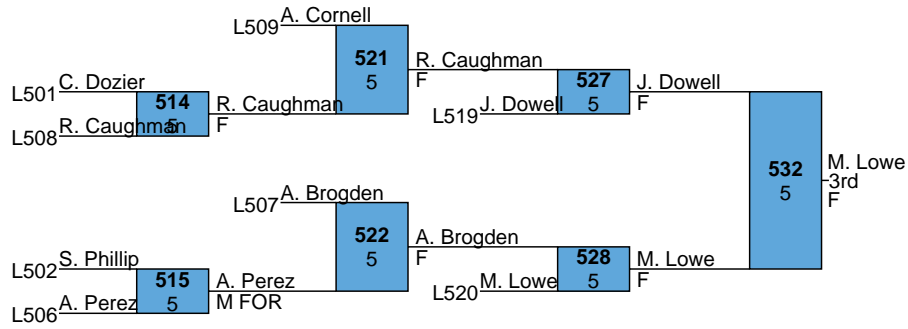 A. Cornell
L509
521
5
R. Caughman
F
C. Dozier
L501
514
5
R. Caughman
F
R. Caughman
L508
527
5
J. Dowell
F
J. Dowell
L519
532
5
M. Lowe
3rd
F
A. Brogden
L507
522
5
A. Brogden
F
S. Phillip
L502
515
5
A. Perez
M FOR
A. Perez
L506
528
5
M. Lowe
F
M. Lowe
L520